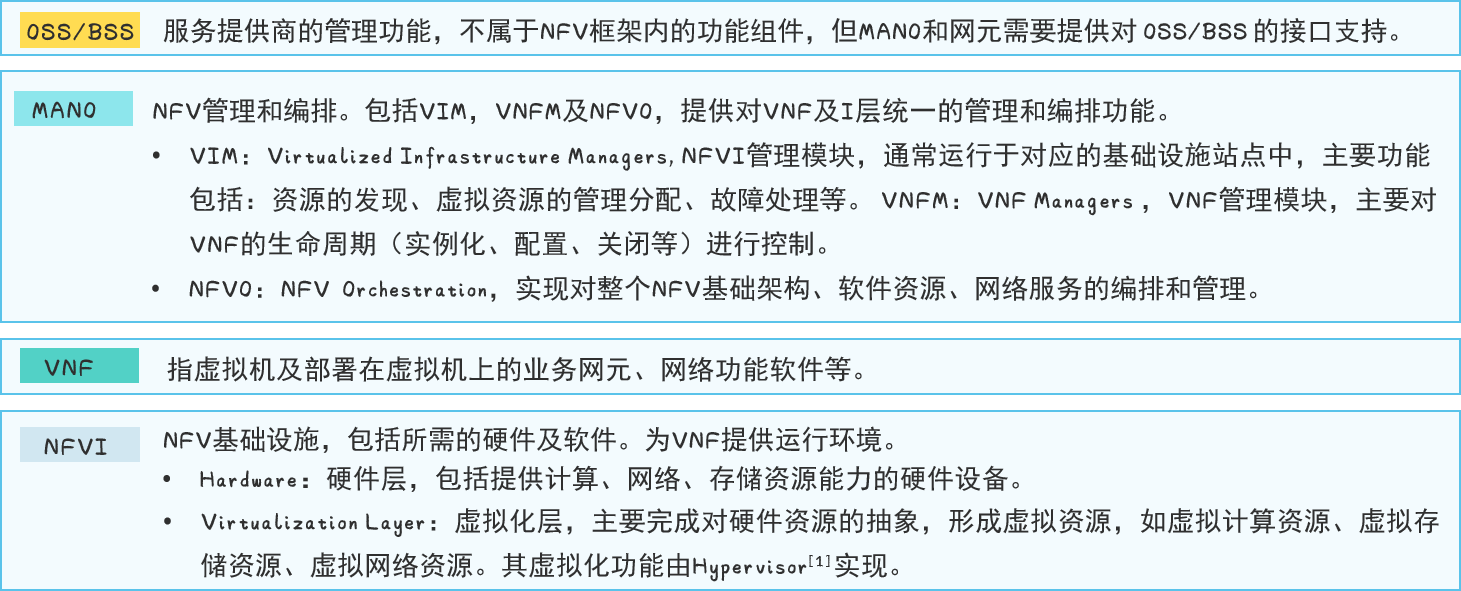 OSS/BSS 服务提供商的管理功能，不属于NFV框架内的功能组件，但MANO和网元需要提供对 OSS/BSS 的接口支持。
MANO NFV管理和编排。包括VIM，VNFM及NFVO，提供对VNF及I层统一的管理和编排功能。
• VIM：Virtualized Infrastructure Managers, NFVI管理模块，通常运行于对应的基础设施站点中，主要功能
包括：资源的发现、虚拟资源的管理分配、故障处理等。 VNFM：VNF Managers ，VNF管理模块，主要对
VNF的生命周期（实例化、配置、关闭等）进行控制。
• NFVO：NFV Orchestration，实现对整个NFV基础架构、软件资源、网络服务的编排和管理。
VNF 指虚拟机及部署在虚拟机上的业务网元、网络功能软件等。
NFVI NFV基础设施，包括所需的硬件及软件。为VNF提供运行环境。
• Hardware：硬件层，包括提供计算、网络、存储资源能力的硬件设备。
• Virtualization Layer：虚拟化层，主要完成对硬件资源的抽象，形成虚拟资源，如虚拟计算资源、虚拟存
储资源、虚拟网络资源。其虚拟化功能由Hypervisor[1]实现。